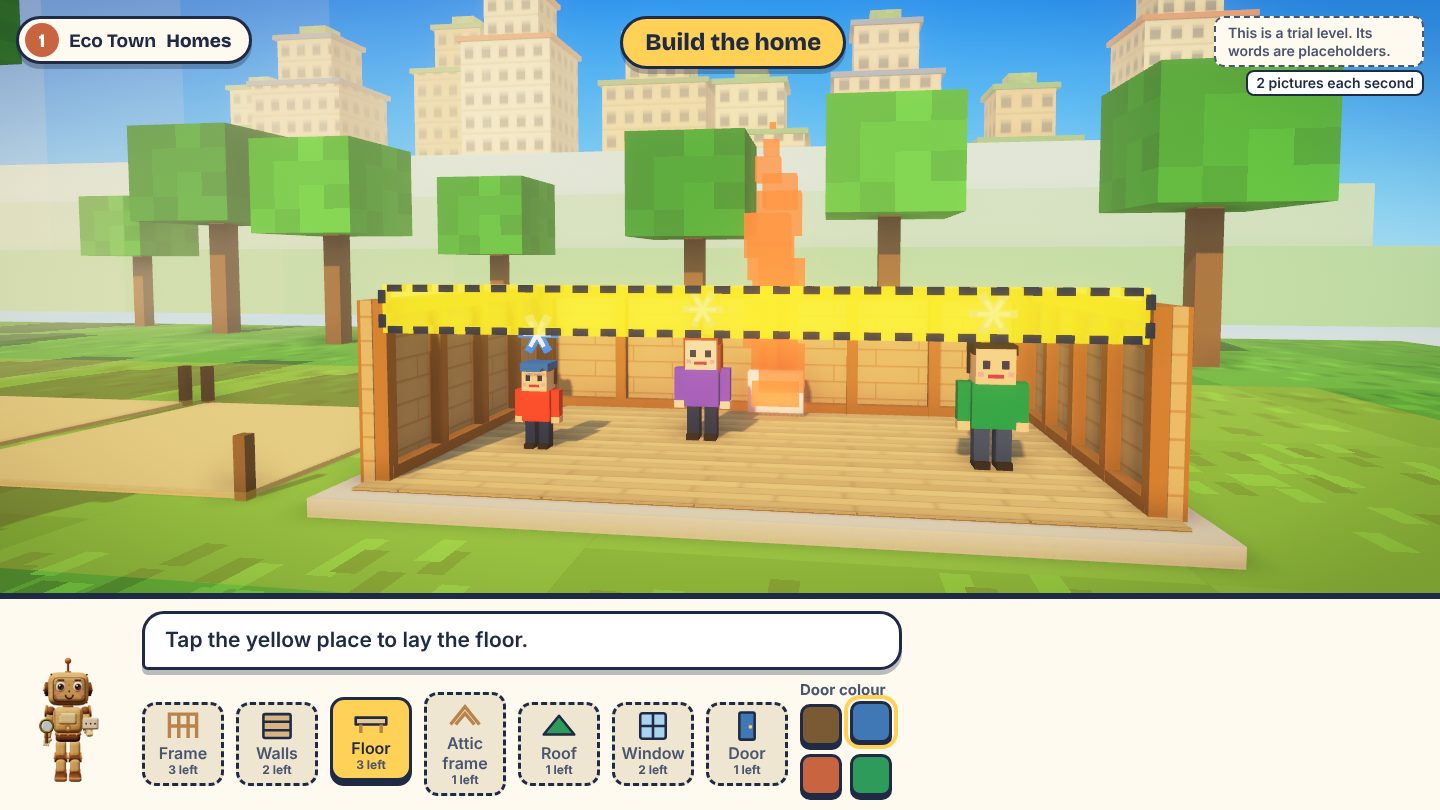 1 Eco Town Homes
Build the home
This is a trial level. Its
words are placeholders.
2 pictures each second
Tap the yellow place to lay the floor.
Door colour
Frame
3 left
Walls
2 left
Floor
3 left
Attic
frame
1 left
Roof
1 left
Window
2 left
Door
1 left